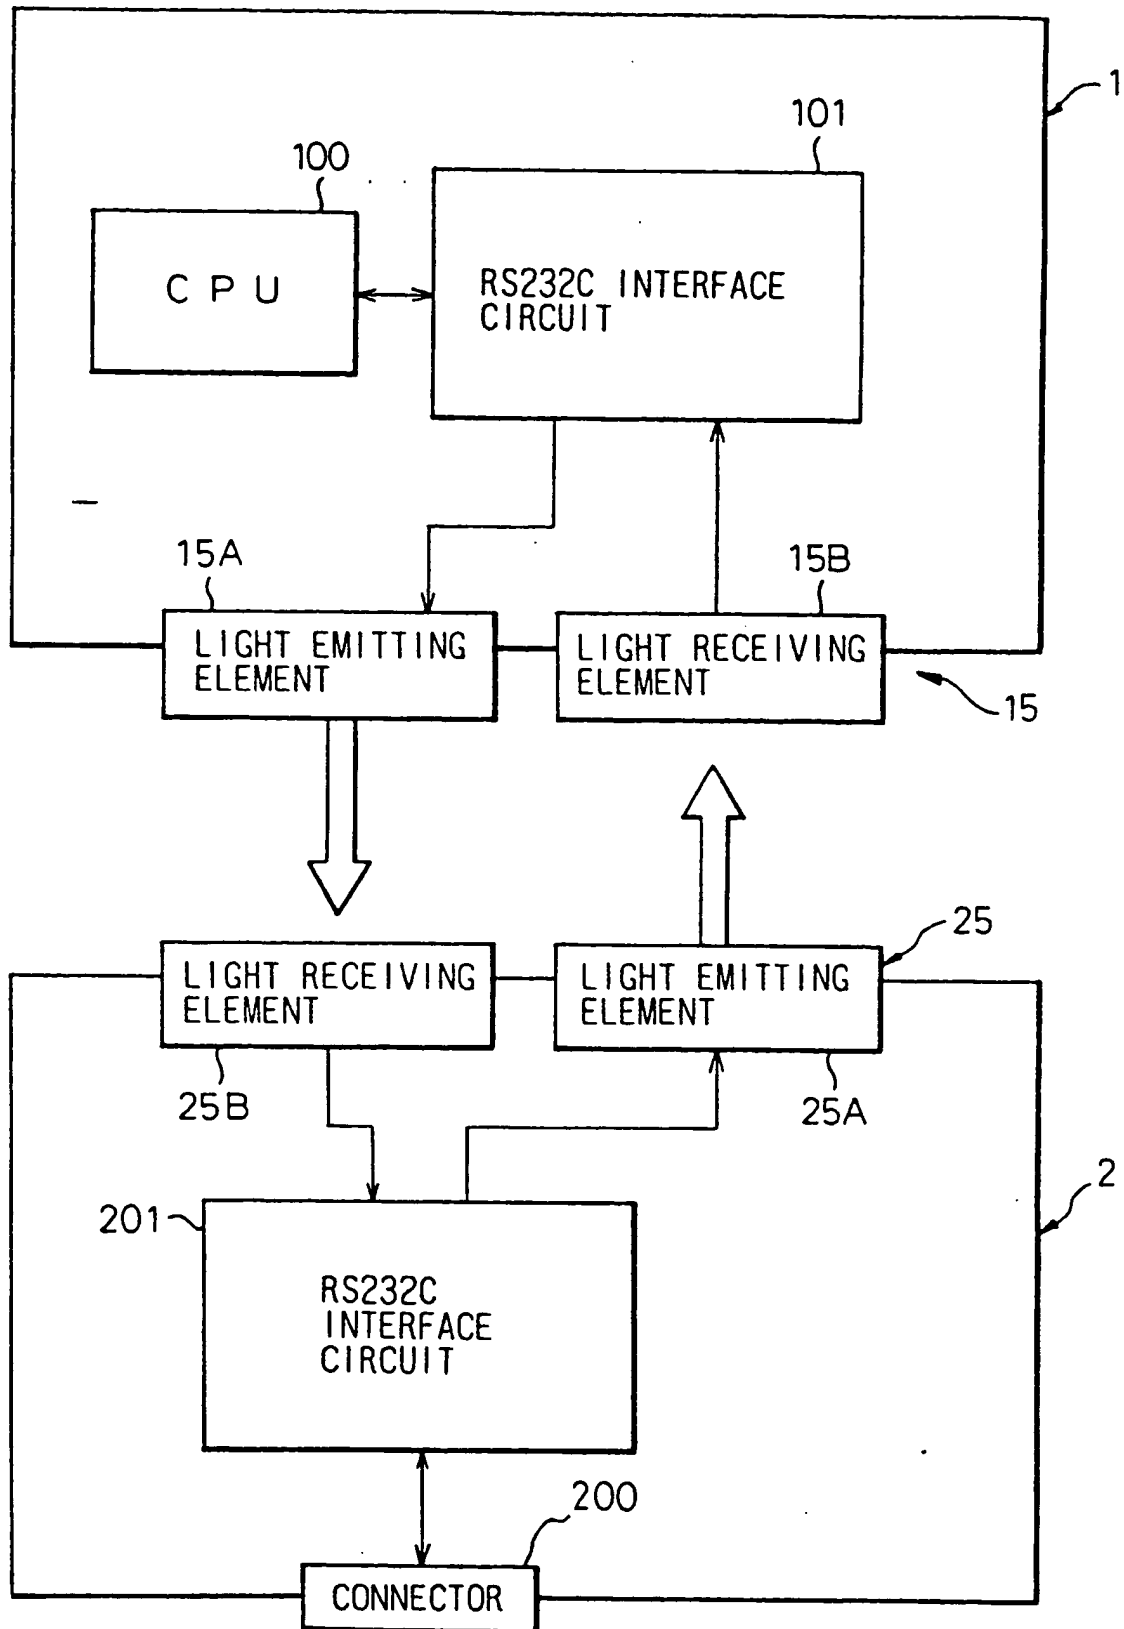 1
101
100
C P U
RS232C INTERFACE
CIRCUIT
15A
15B
LIGHT EMITTING
ELEMENT
LIGHT RECEIVING
ELEMENT
15
25
LIGHT RECEIVING
ELEMENT
LIGHT EMITTING
ELEMENT
25B
25A
2
201
RS232C
INTERFACE
CIRCUIT
200
CONNECTOR